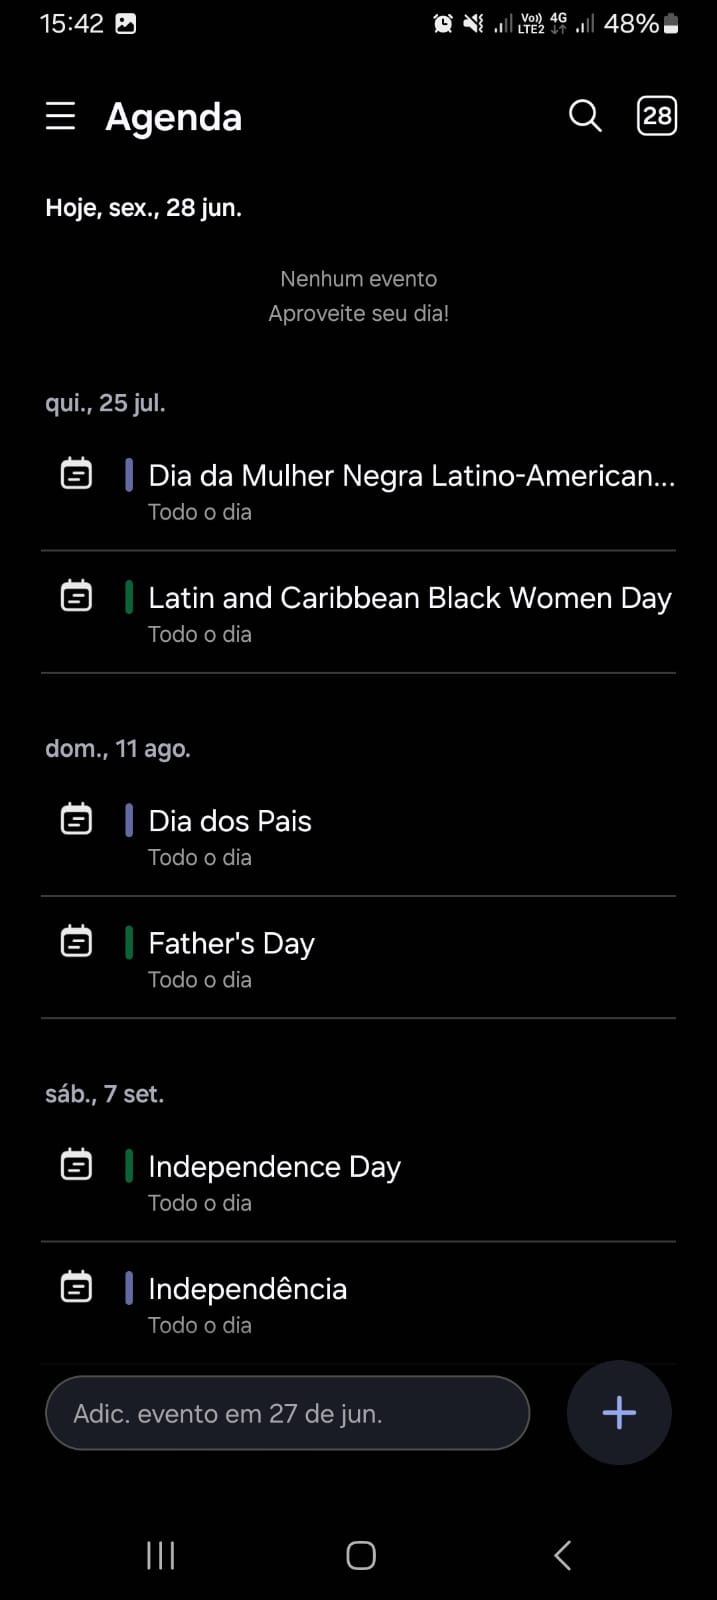 15:42 Vo)) LTE2 4G 48%
Agenda 28
Hoje, sex., 28 jun.
Nenhum evento
Aproveite seu dia!
qui., 25 jul.
Dia da Mulher Negra Latino-American...
Todo o dia
Latin and Caribbean Black Women Day
Todo o dia
dom., 11 ago.
Dia dos Pais
Todo o dia
Father's Day
Todo o dia
sáb., 7 set.
Independence Day
Todo o dia
Independência
Todo o dia
Adic. evento em 27 de jun.